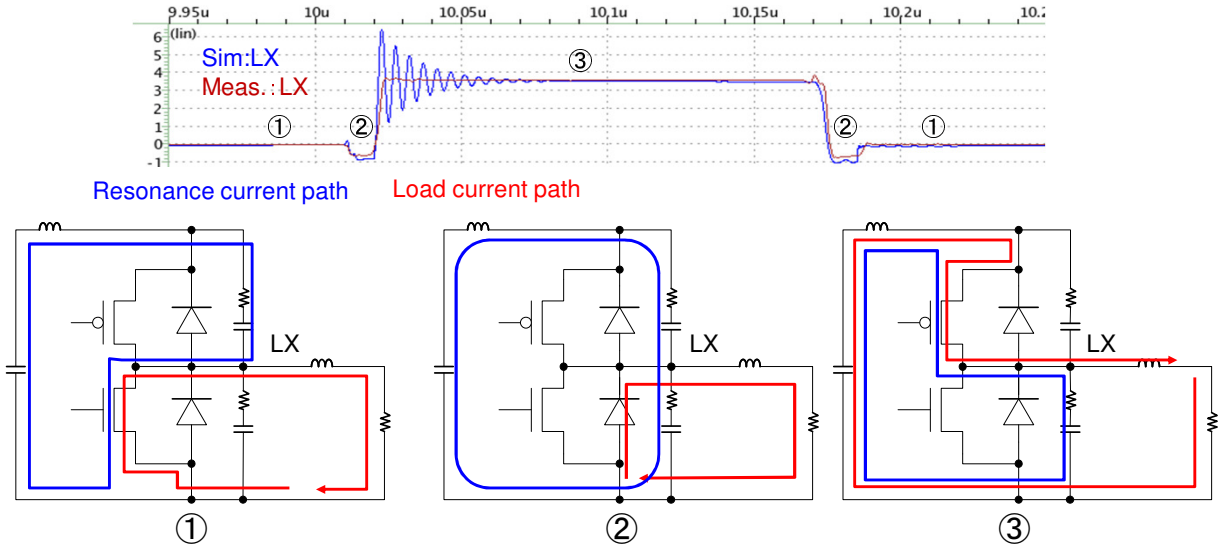 9.95u 10u 10.05u 10.1u 10.15u 10.2u 10.2
(lin)
6
5
4
3
2
1
0
-1
Sim:LX
Meas.:LX
① ② ③ ② ①
Resonance current path Load current path
LX LX LX
① ② ③